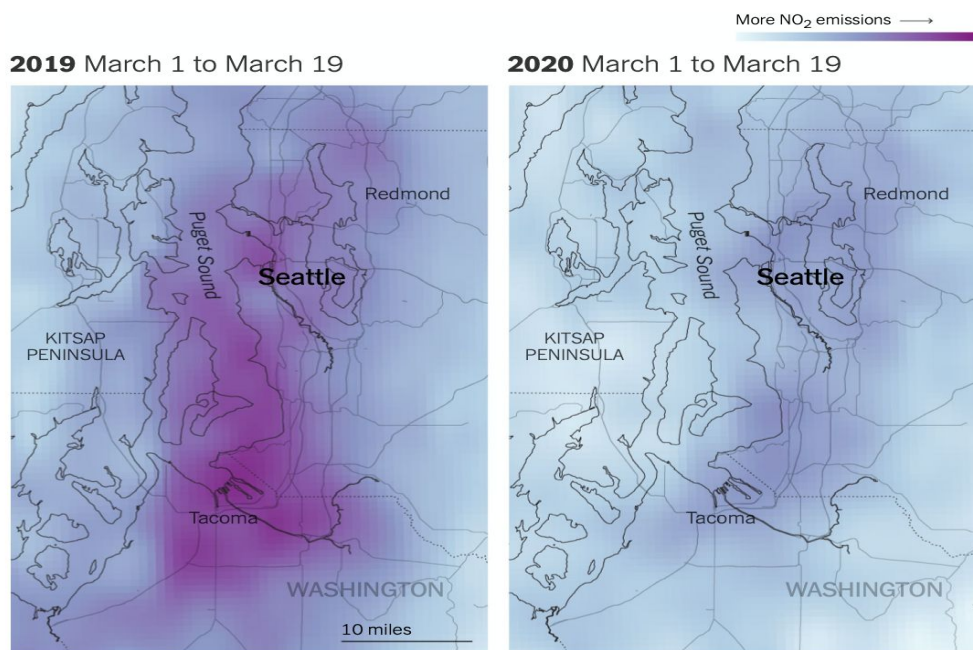 More NO₂ emissions ⟶
2019 March 1 to March 19
Redmond
Puget Sound
Seattle
KITSAP
PENINSULA
Tacoma
WASHINGTON
10 miles
2020 March 1 to March 19
Redmond
Puget Sound
Seattle
KITSAP
PENINSULA
Tacoma
WASHINGTON